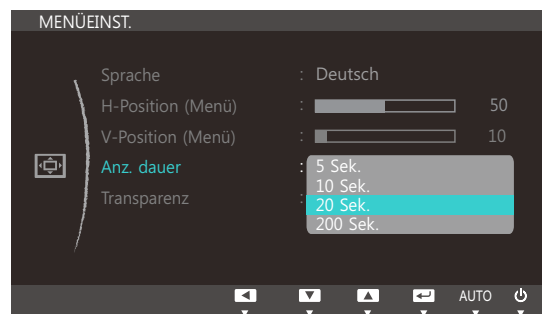 MENÜEINST.
Sprache : Deutsch
H-Position (Menü) : 50
V-Position (Menü) : 10
Anz. dauer : 5 Sek.
10 Sek.
Transparenz : 20 Sek.
200 Sek.
AUTO